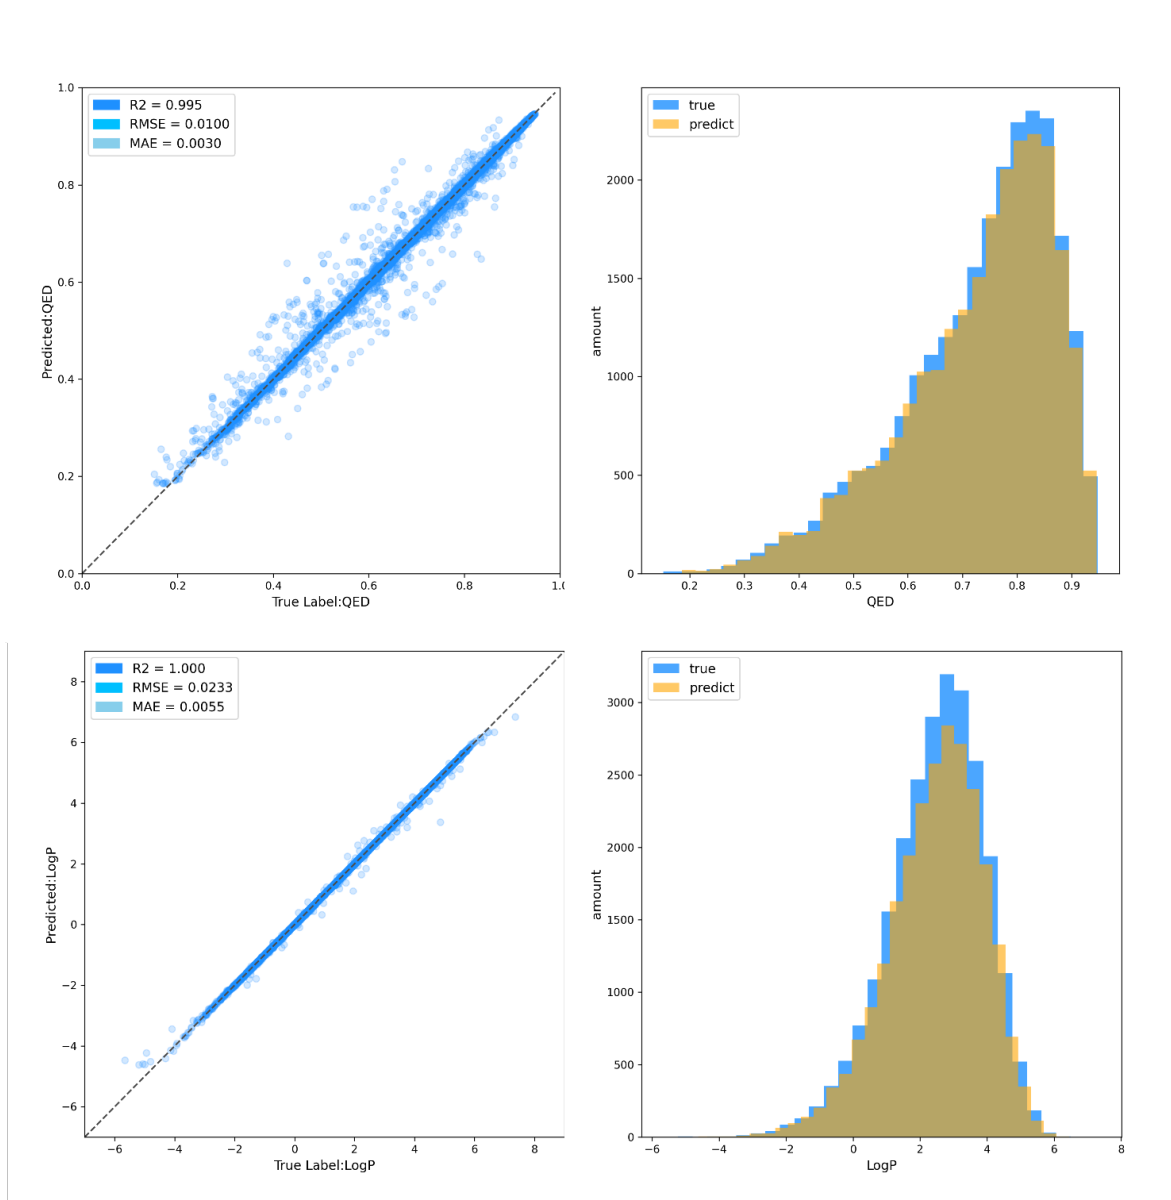 R2 = 0.995
RMSE = 0.0100
MAE = 0.0030
1.0
0.8
0.6
0.4
0.2
0.0
Predicted:QED
0.0 0.2 0.4 0.6 0.8 1.0
True Label:QED
true
predict
2000
1500
1000
500
0
amount
0.2 0.3 0.4 0.5 0.6 0.7 0.8 0.9
QED
R2 = 1.000
RMSE = 0.0233
MAE = 0.0055
8
6
4
2
0
−2
−4
−6
Predicted:LogP
−6 −4 −2 0 2 4 6 8
True Label:LogP
true
predict
3000
2500
2000
1500
1000
500
0
amount
−6 −4 −2 0 2 4 6 8
LogP